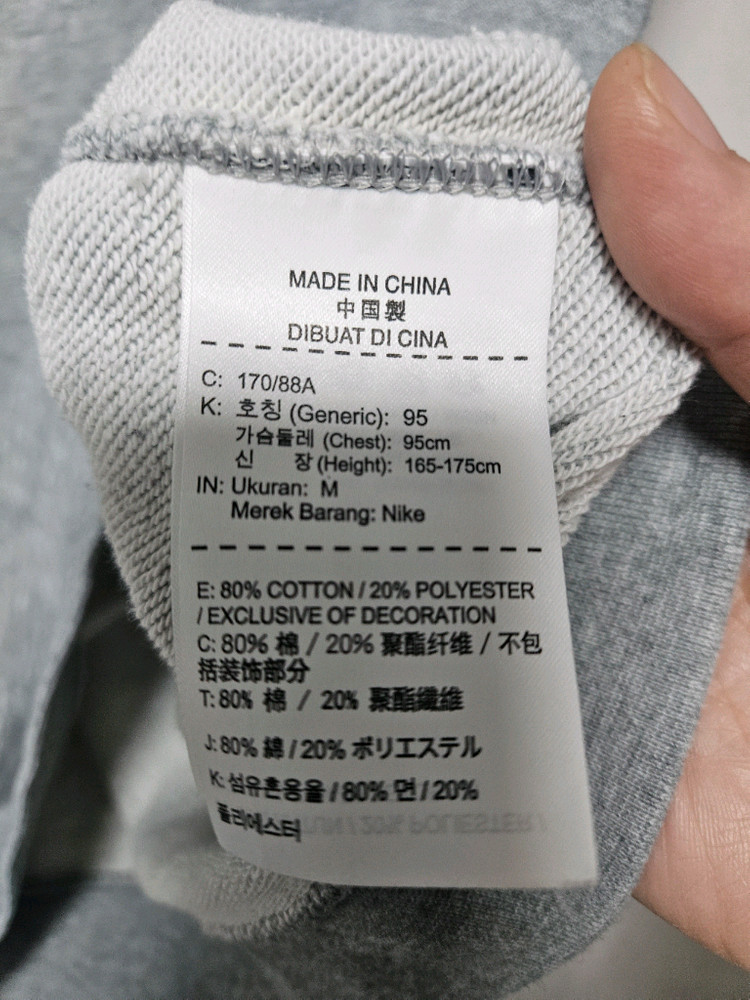 MADE IN CHINA
中国製
DIBUAT DI CINA
C: 170/88A
K: 호칭 (Generic): 95
가슴둘레 (Chest): 95cm
신 장 (Height): 165-175cm
IN: Ukuran: M
Merek Barang: Nike
E: 80% COTTON / 20% POLYESTER
/ EXCLUSIVE OF DECORATION
C: 80% 棉 / 20% 聚酯纤维 / 不包
括装饰部分
T: 80% 棉 / 20% 聚酯纖維
J: 80% 綿 / 20% ポリエステル
K: 섬유혼용율 / 80% 면 / 20%
폴리에스터